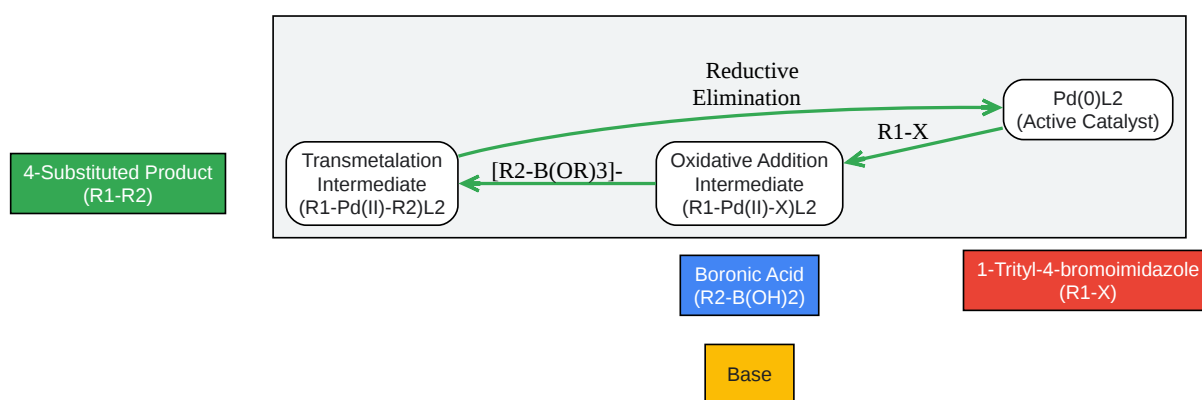 Reductive
Elimination
Pd(0)L2
(Active Catalyst)
R1-X
Transmetalation
Intermediate
(R1-Pd(II)-R2)L2
[R2-B(OR)3]-
Oxidative Addition
Intermediate
(R1-Pd(II)-X)L2
4-Substituted Product
(R1-R2)
Boronic Acid
(R2-B(OH)2)
1-Trityl-4-bromoimidazole
(R1-X)
Base